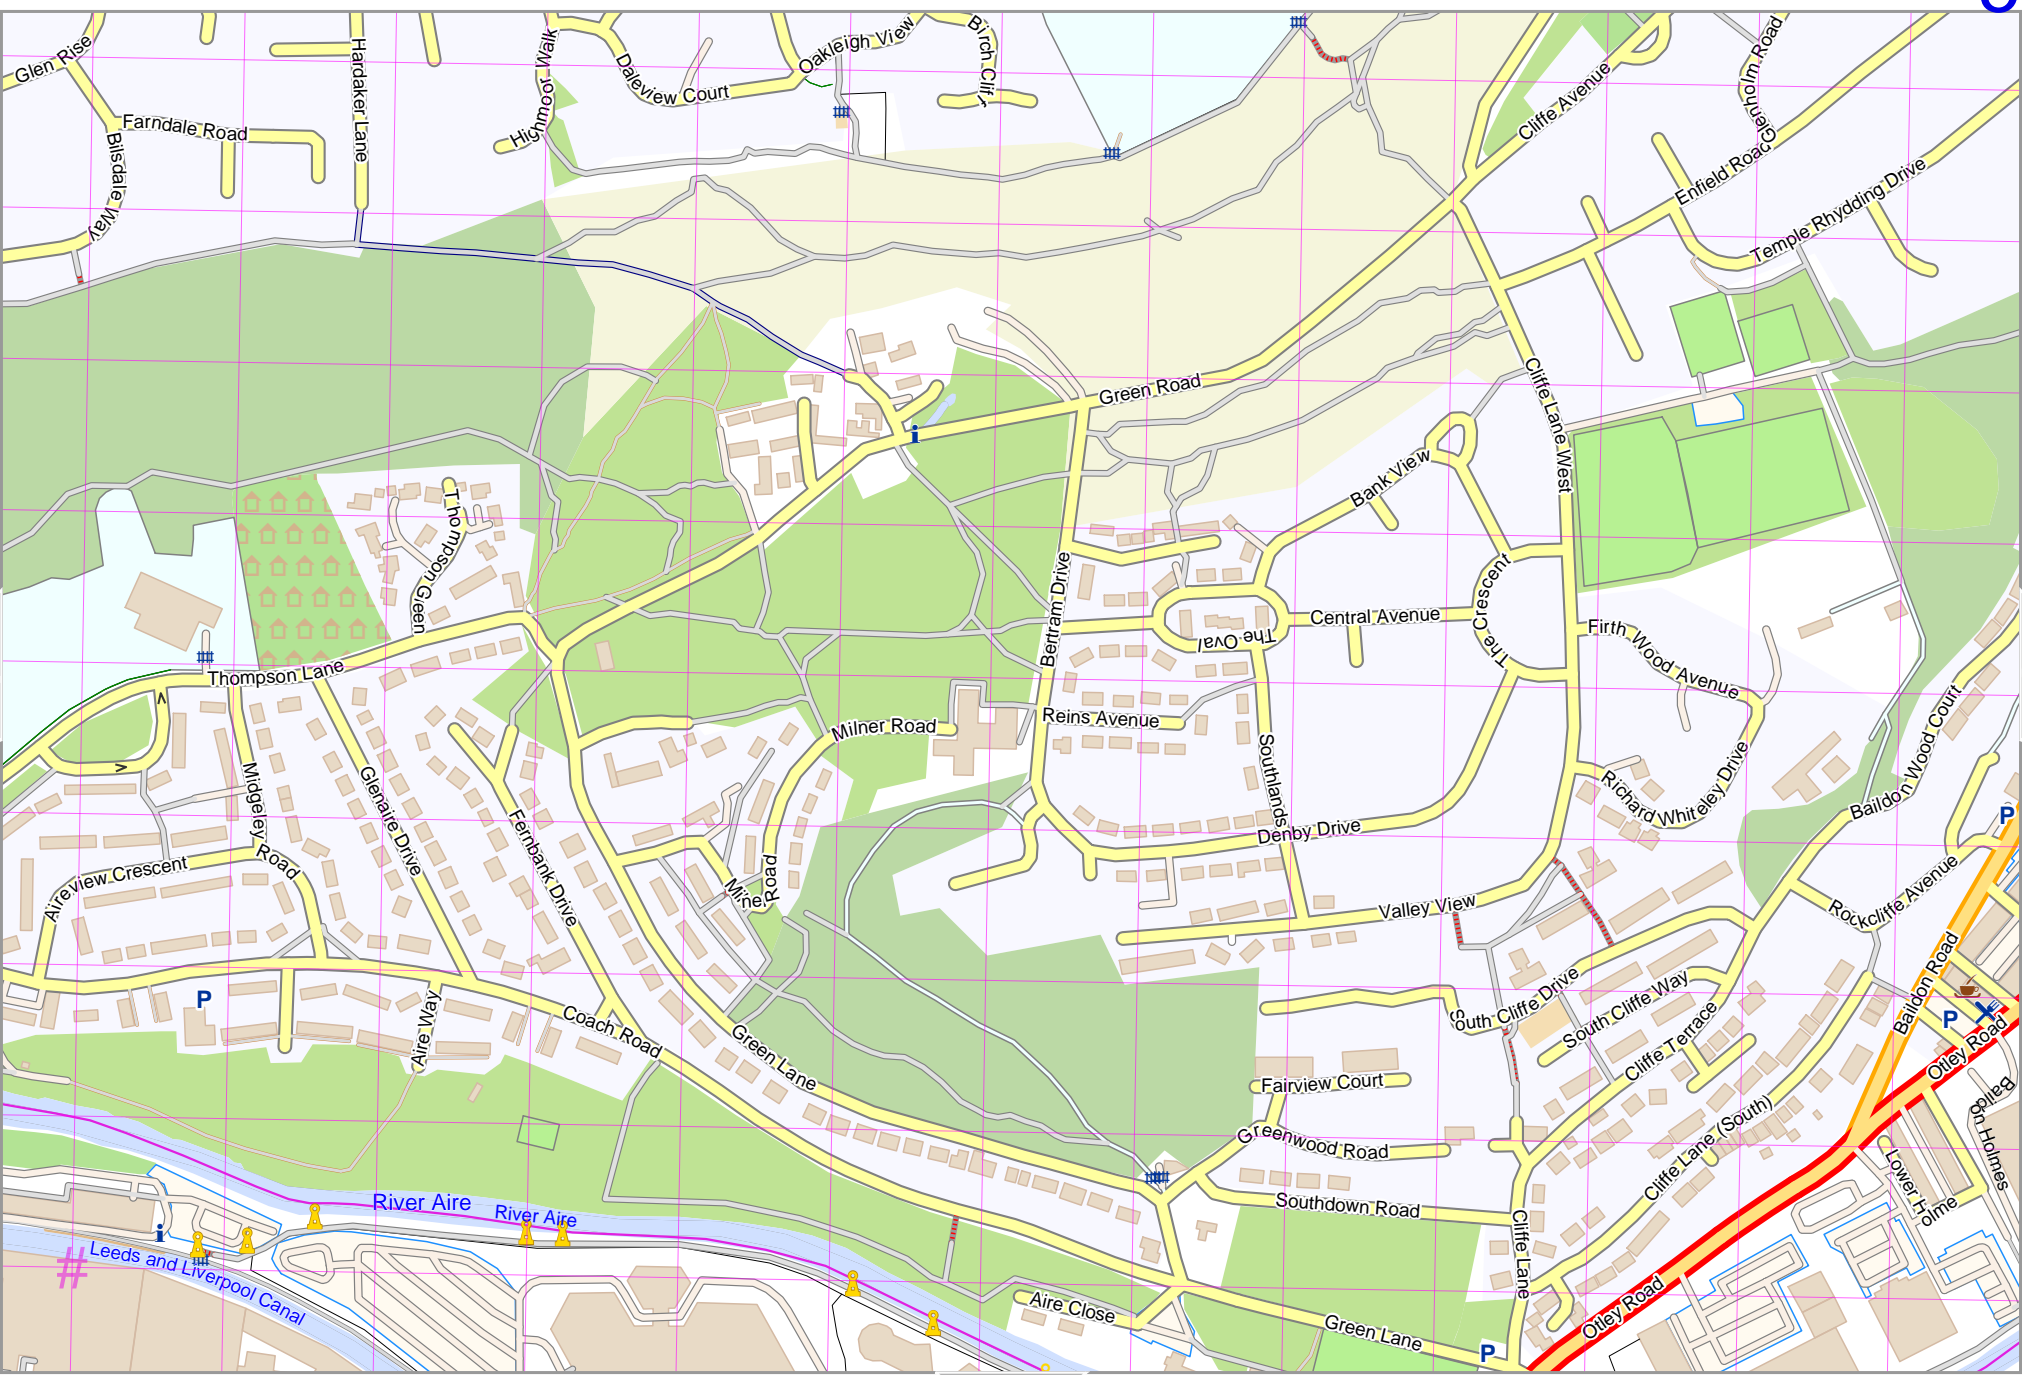 Glen Rise
Hardaker Lane
Highmoor Walk
Daleview Court
Oakleigh View
Birch Cliff
Cliffe Avenue
Glenholm Road
Farndale Road
Bilsdale Way
Enfield Road
Temple Rhydding Drive
Green Road
Cliffe Lane West
i
Bank View
Thompson Green
Bertram Drive
The Crescent
Central Avenue
The Oval
Firth Wood Avenue
Thompson Lane
<
>
Milner Road
Reins Avenue
Southlands
Baildon Wood Court
Midgeley Road
Glenaire Drive
Fernbank Drive
Richard Whiteley Drive
Denby Drive
P
Aireview Crescent
Milner Road
Valley View
Rockcliffe Avenue
Baildon Road
P
South Cliffe Drive
South Cliffe Way
P
Aire Way
Coach Road
Green Lane
Cliffe Terrace
Otley Road
Fairview Court
Baildon Holmes
Greenwood Road
Cliffe Lane (South)
Lower Holme
River Aire
River Aire
Southdown Road
Cliffe Lane
i
#
Leeds and Liverpool Canal
Aire Close
Green Lane
Otley Road
P